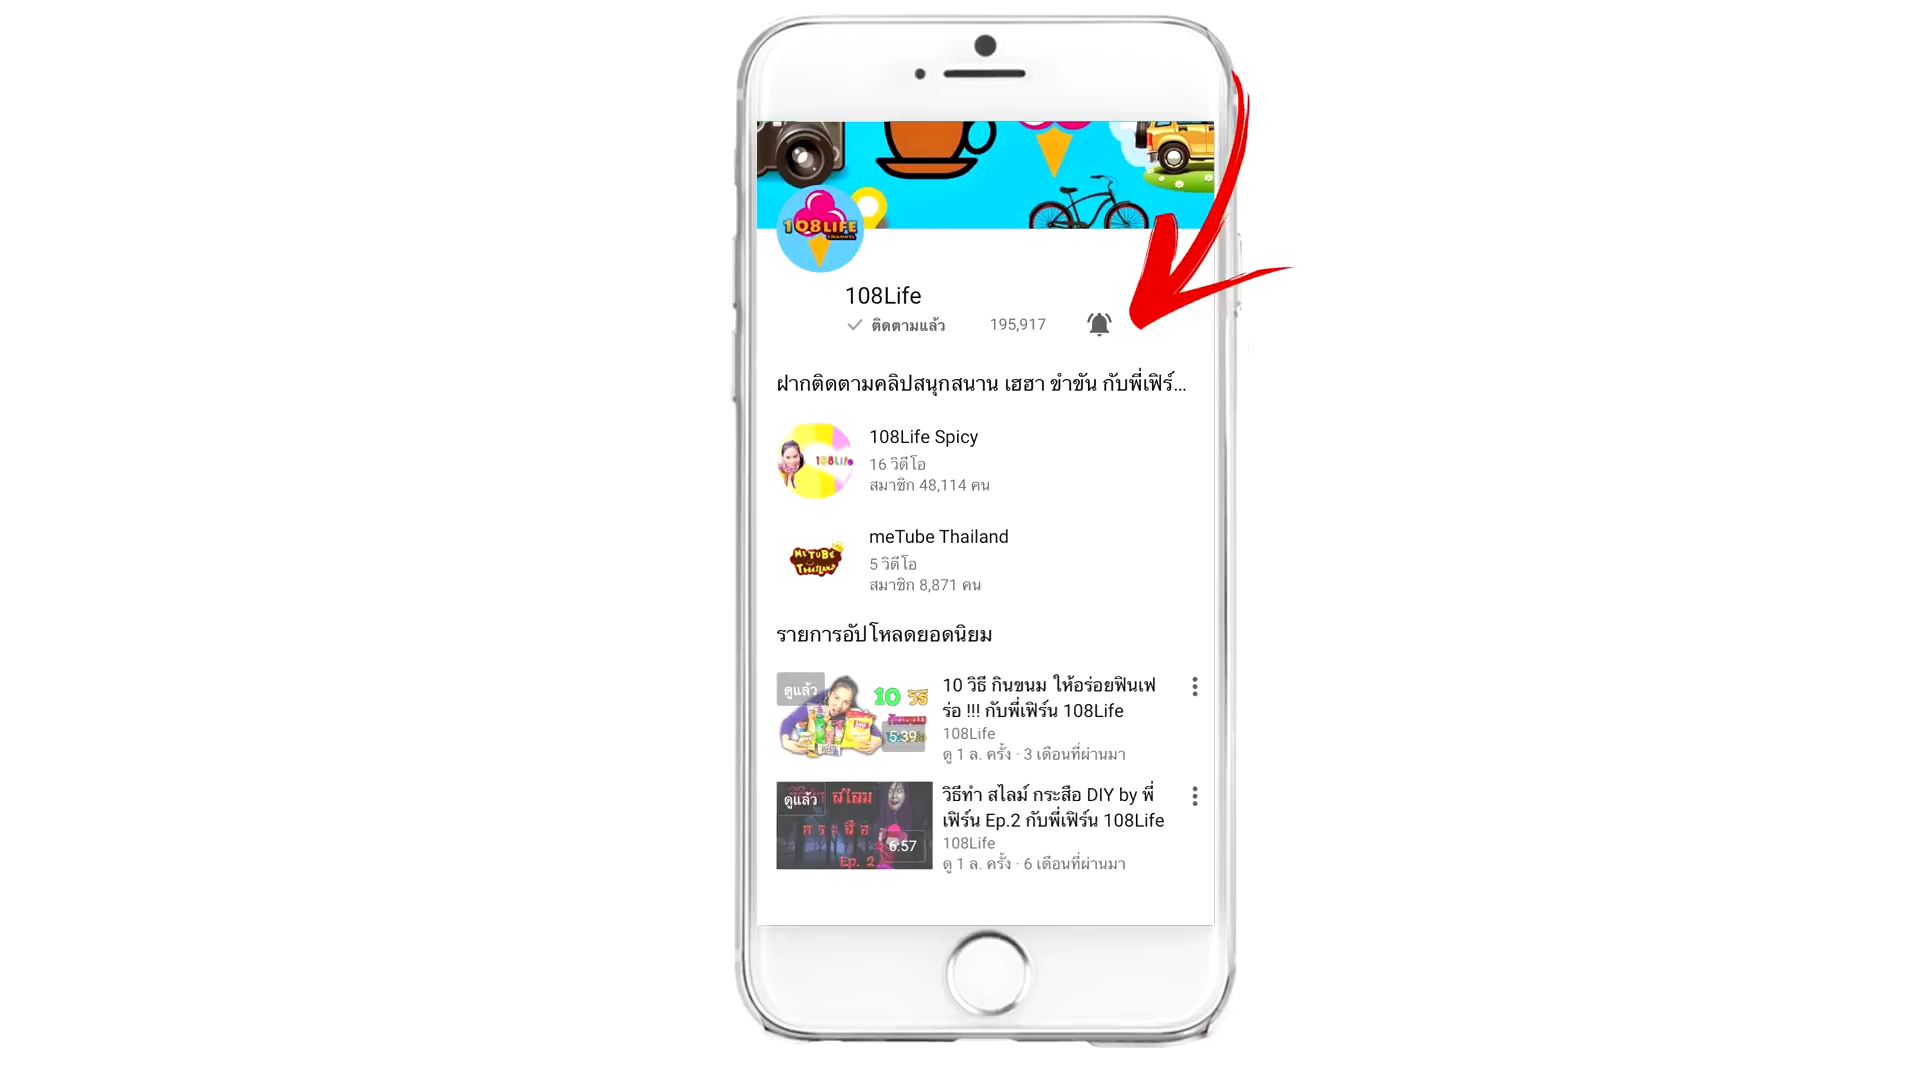 108LIFE
CHANNEL
108Life
ติดตามแล้ว 195,917
ฝากติดตามคลิปสนุกสนาน เฮฮา ขำขัน กับพี่เฟิร์...
108Life
108Life Spicy
16 วิดีโอ
สมาชิก 48,114 คน
METUBE
THAILAND
meTube Thailand
5 วิดีโอ
สมาชิก 8,871 คน
รายการอัปโหลดยอดนิยม
ดูแล้ว
10 วิธี
5:39
10 วิธี กินขนม ให้อร่อยฟินเฟ
ร่อ !!! กับพี่เฟิร์น 108Life
108Life
ดู 1 ล. ครั้ง · 3 เดือนที่ผ่านมา
ดูแล้ว
สไลม์
กระสือ
Ep. 2
6:57
วิธีทำ สไลม์ กระสือ DIY by พี่
เฟิร์น Ep.2 กับพี่เฟิร์น 108Life
108Life
ดู 1 ล. ครั้ง · 6 เดือนที่ผ่านมา